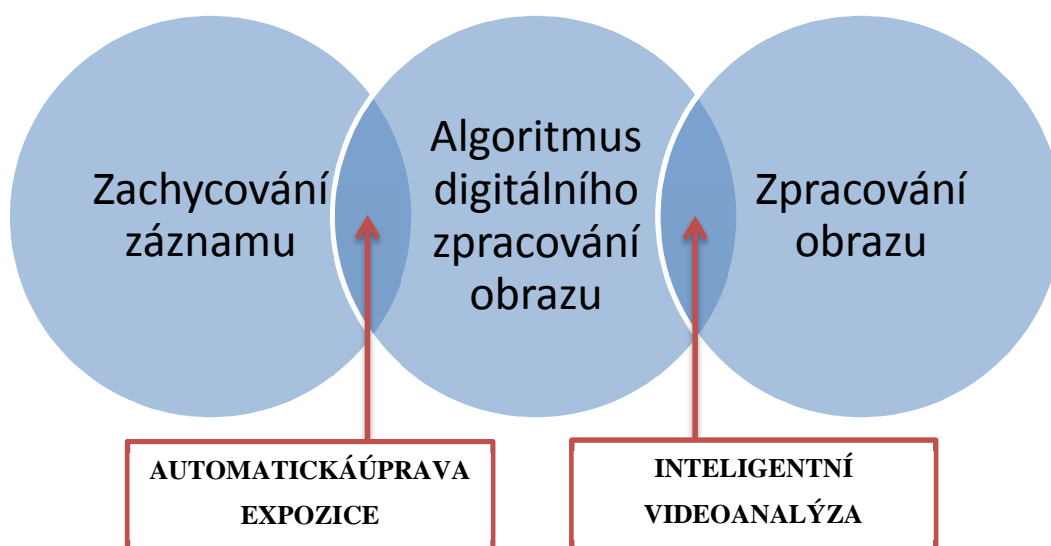 Zachycování
záznamu
Algoritmus
digitálního
zpracování
obrazu
Zpracování
obrazu
AUTOMATICKÁÚPRAVA
EXPOZICE
INTELIGENTNÍ
VIDEOANALÝZA